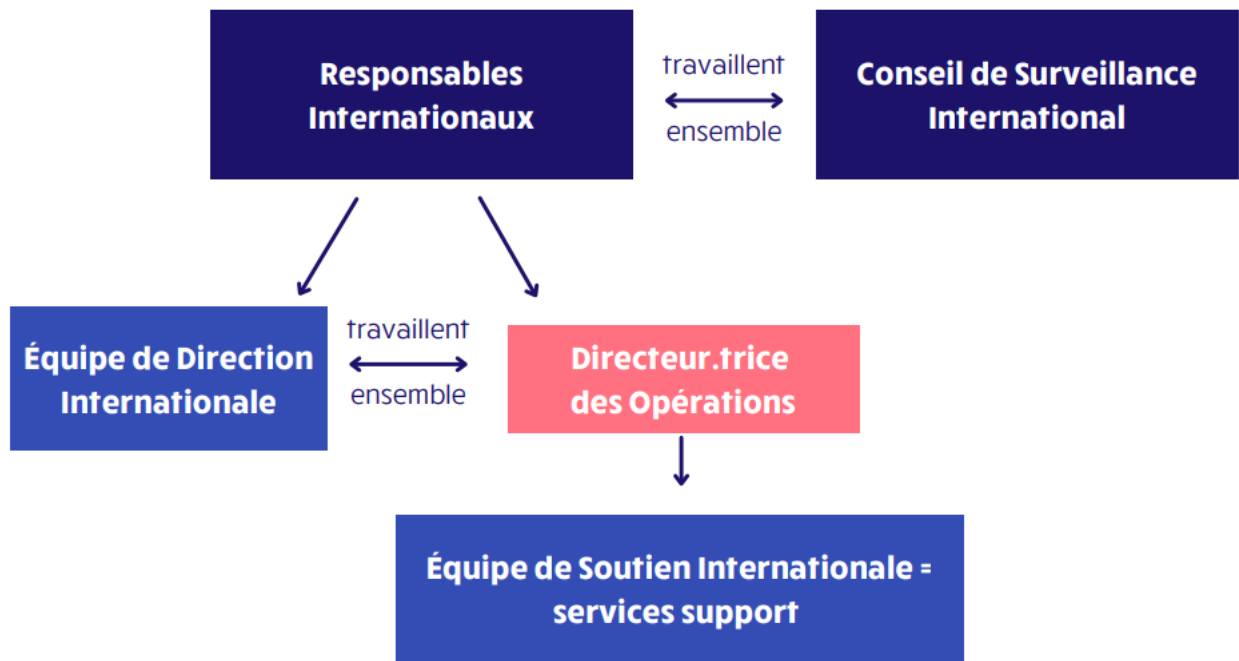 Responsables
Internationaux
travaillent
ensemble
Conseil de Surveillance
International
Équipe de Direction
Internationale
travaillent
ensemble
Directeur.trice
des Opérations
Équipe de Soutien Internationale =
services support